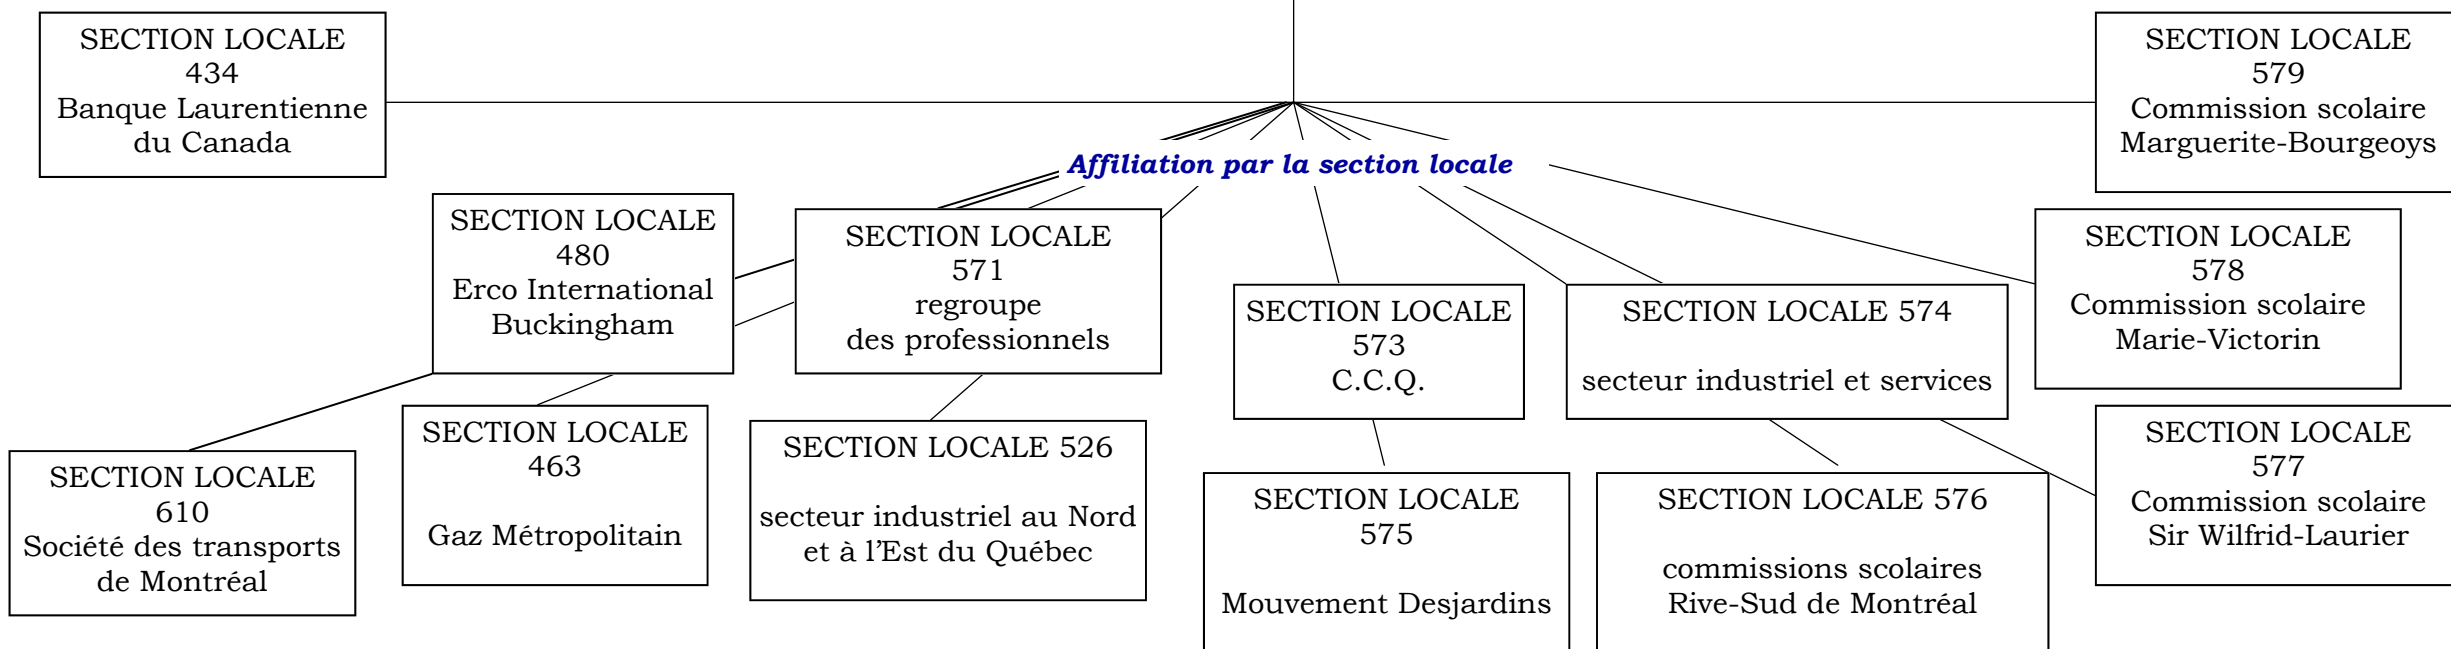 SECTION LOCALE
434
Banque Laurentienne
du Canada
SECTION LOCALE
579
Commission scolaire
Marguerite-Bourgeoys
Affiliation par la section locale
SECTION LOCALE
480
Erco International
Buckingham
SECTION LOCALE
571
regroupe
des professionnels
SECTION LOCALE
573
C.C.Q.
SECTION LOCALE 574
secteur industriel et services
SECTION LOCALE
578
Commission scolaire
Marie-Victorin
SECTION LOCALE
610
Société des transports
de Montréal
SECTION LOCALE
463
Gaz Métropolitain
SECTION LOCALE 526
secteur industriel au Nord
et à l’Est du Québec
SECTION LOCALE
575
Mouvement Desjardins
SECTION LOCALE 576
commissions scolaires
Rive-Sud de Montréal
SECTION LOCALE
577
Commission scolaire
Sir Wilfrid-Laurier